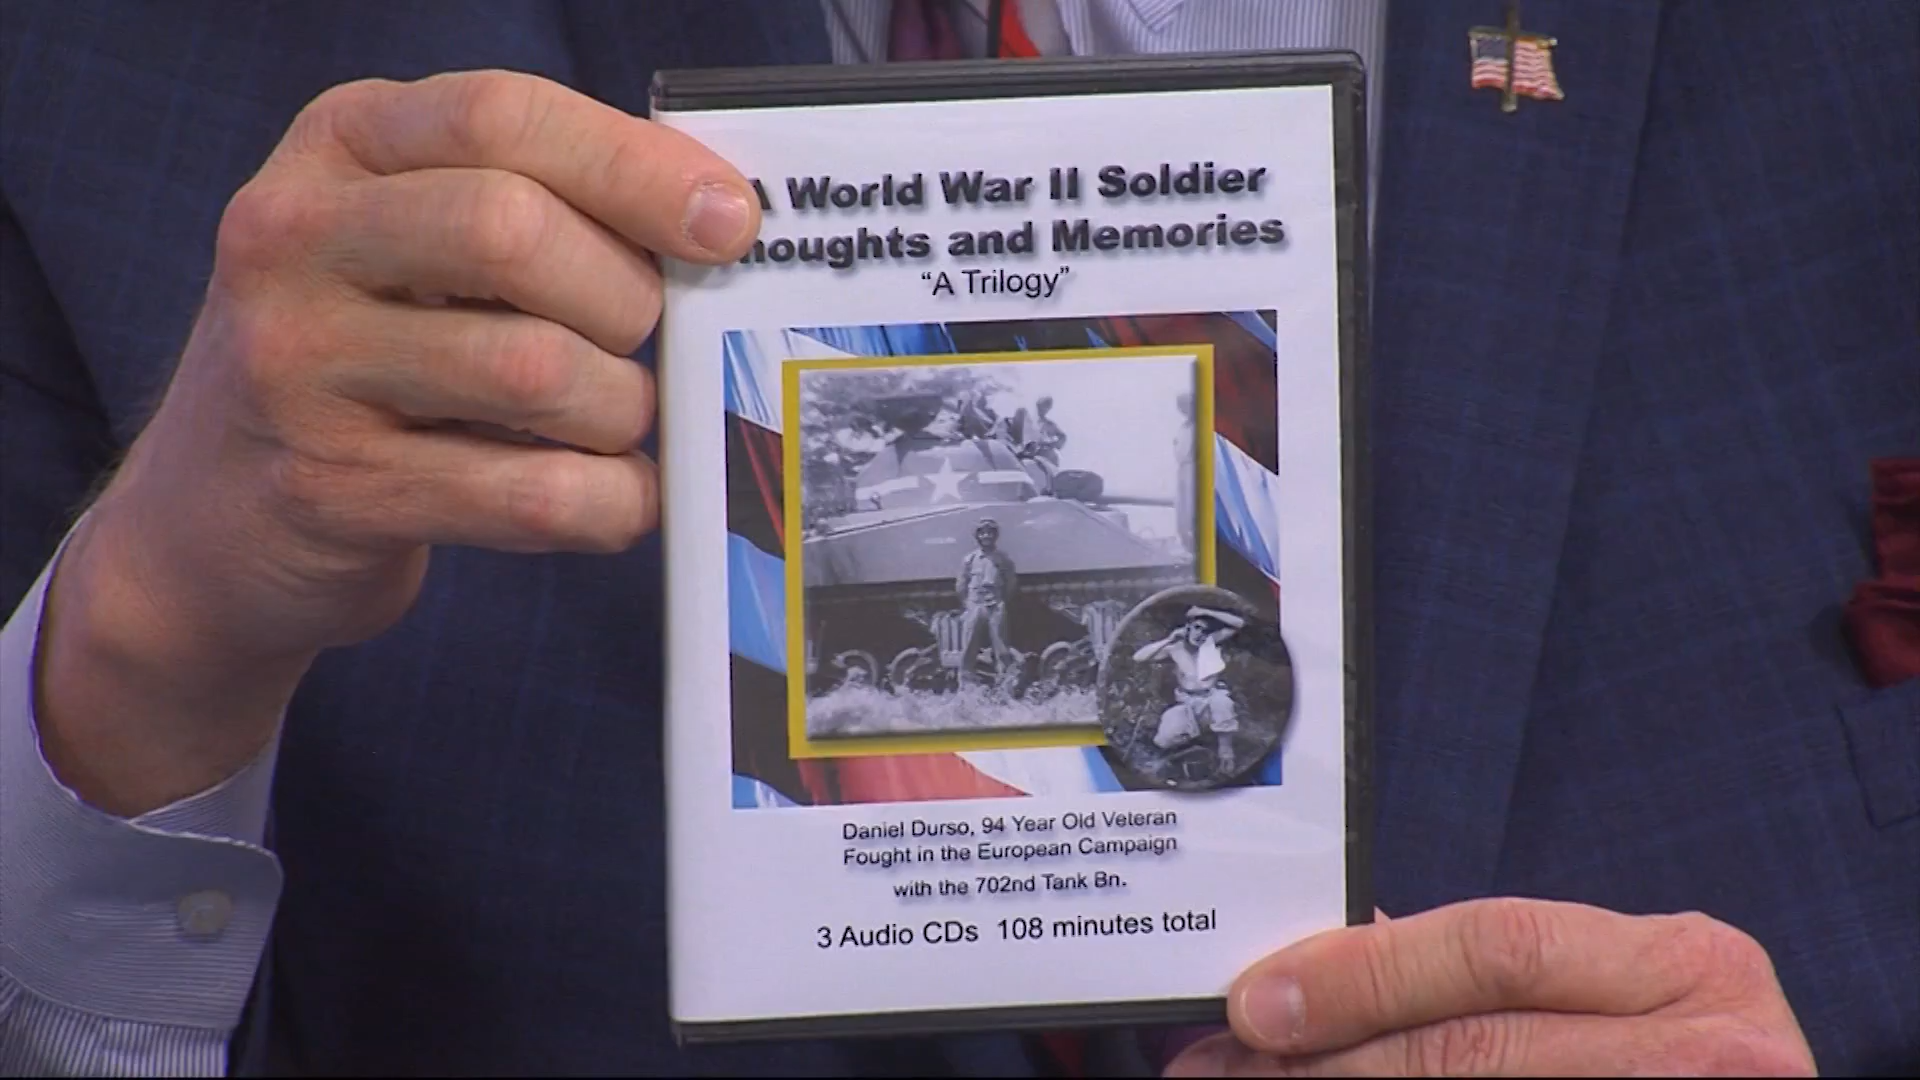 A World War II Soldier
Thoughts and Memories
“A Trilogy”
Daniel Durso, 94 Year Old Veteran
Fought in the European Campaign
with the 702nd Tank Bn.
3 Audio CDs 108 minutes total